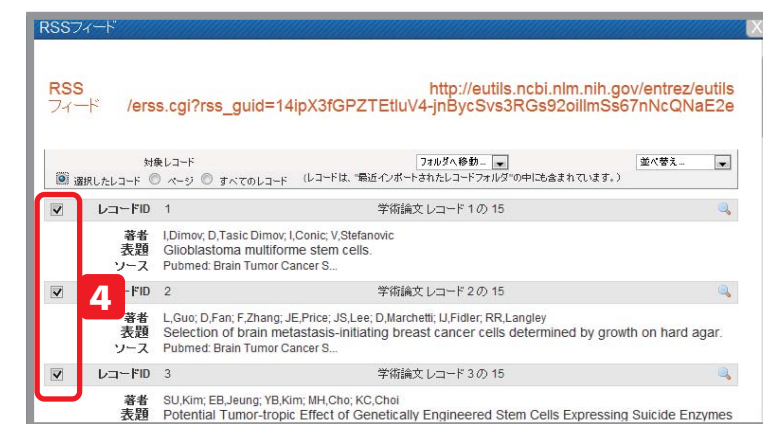 RSSフィード
X
RSS
フィード
http://eutils.ncbi.nlm.nih.gov/entrez/eutils
/erss.cgi?rss_guid=14ipX3fGPZTEtluV4-jnBycSvs3RGs92oillmSs67nNcQNaE2e
対象レコード フォルダへ移動... 並べ替え...
選択したレコード ページ すべてのレコード (レコードは、"最近インポートされたレコードフォルダ"の中にも含まれています。)
レコードID 1 学術論文 レコード 1 の 15
著者 I,Dimov; D,Tasic Dimov; I,Conic; V,Stefanovic
表題 Glioblastoma multiforme stem cells.
ソース Pubmed: Brain Tumor Cancer S...
4
ードID 2 学術論文 レコード 2 の 15
著者 L,Guo; D,Fan; F,Zhang; JE,Price; JS,Lee; D,Marchetti; IJ,Fidler; RR,Langley
表題 Selection of brain metastasis-initiating breast cancer cells determined by growth on hard agar.
ソース Pubmed: Brain Tumor Cancer S...
レコードID 3 学術論文 レコード 3 の 15
著者 SU,Kim; EB,Jeung; YB,Kim; MH,Cho; KC,Choi
表題 Potential Tumor-tropic Effect of Genetically Engineered Stem Cells Expressing Suicide Enzymes